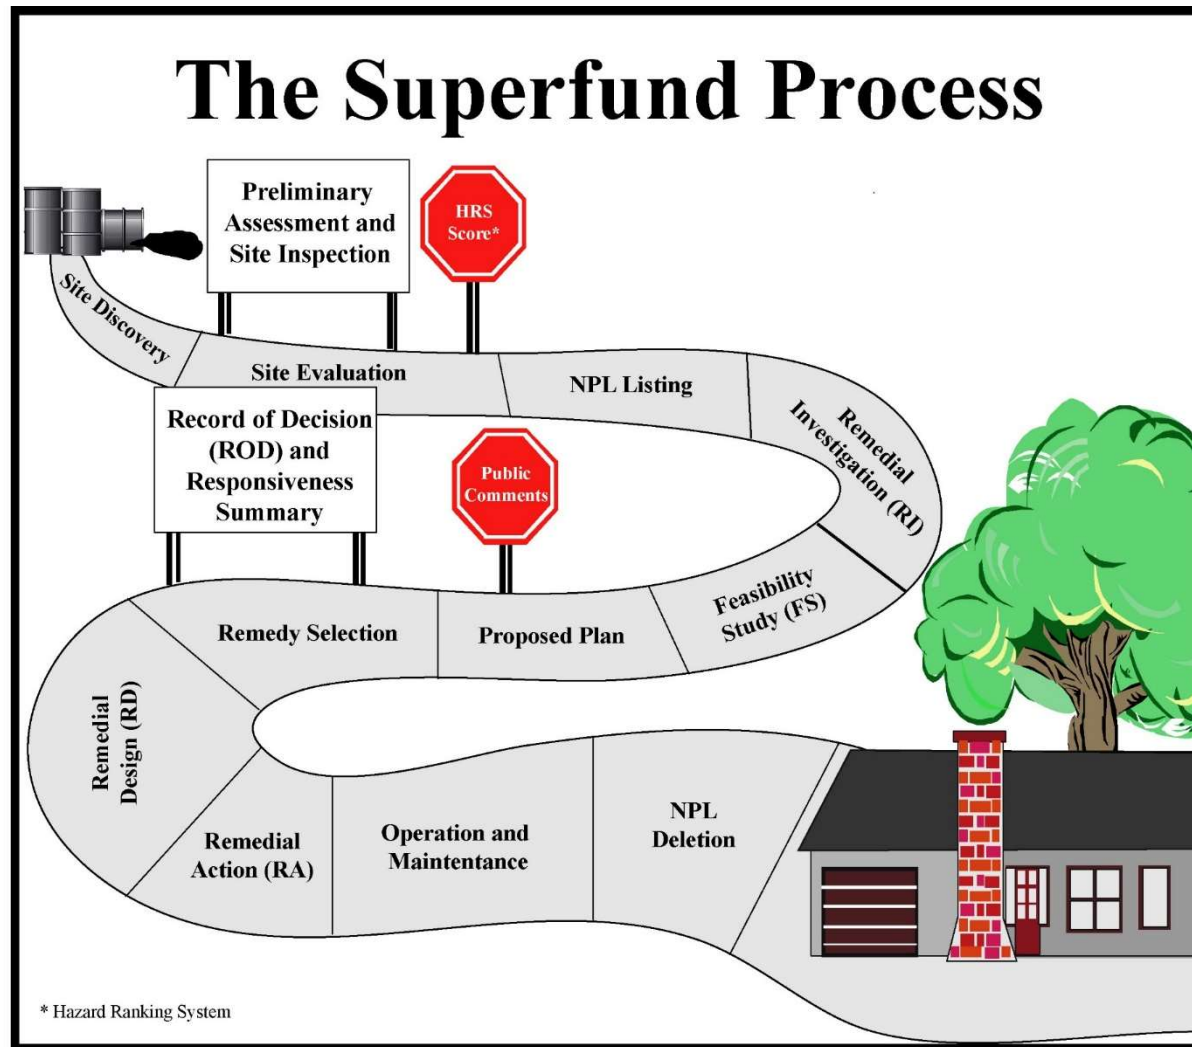 The Superfund Process
Preliminary
Assessment and
Site Inspection
HRS
Score*
Site Discovery
Site Evaluation
NPL Listing
Remedial
Investigation (RI)
Record of Decision
(ROD) and
Responsiveness
Summary
Public
Comments
Feasibility
Study (FS)
Proposed Plan
Remedy Selection
Remedial
Design (RD)
Remedial
Action (RA)
Operation and
Maintentance
NPL
Deletion
* Hazard Ranking System